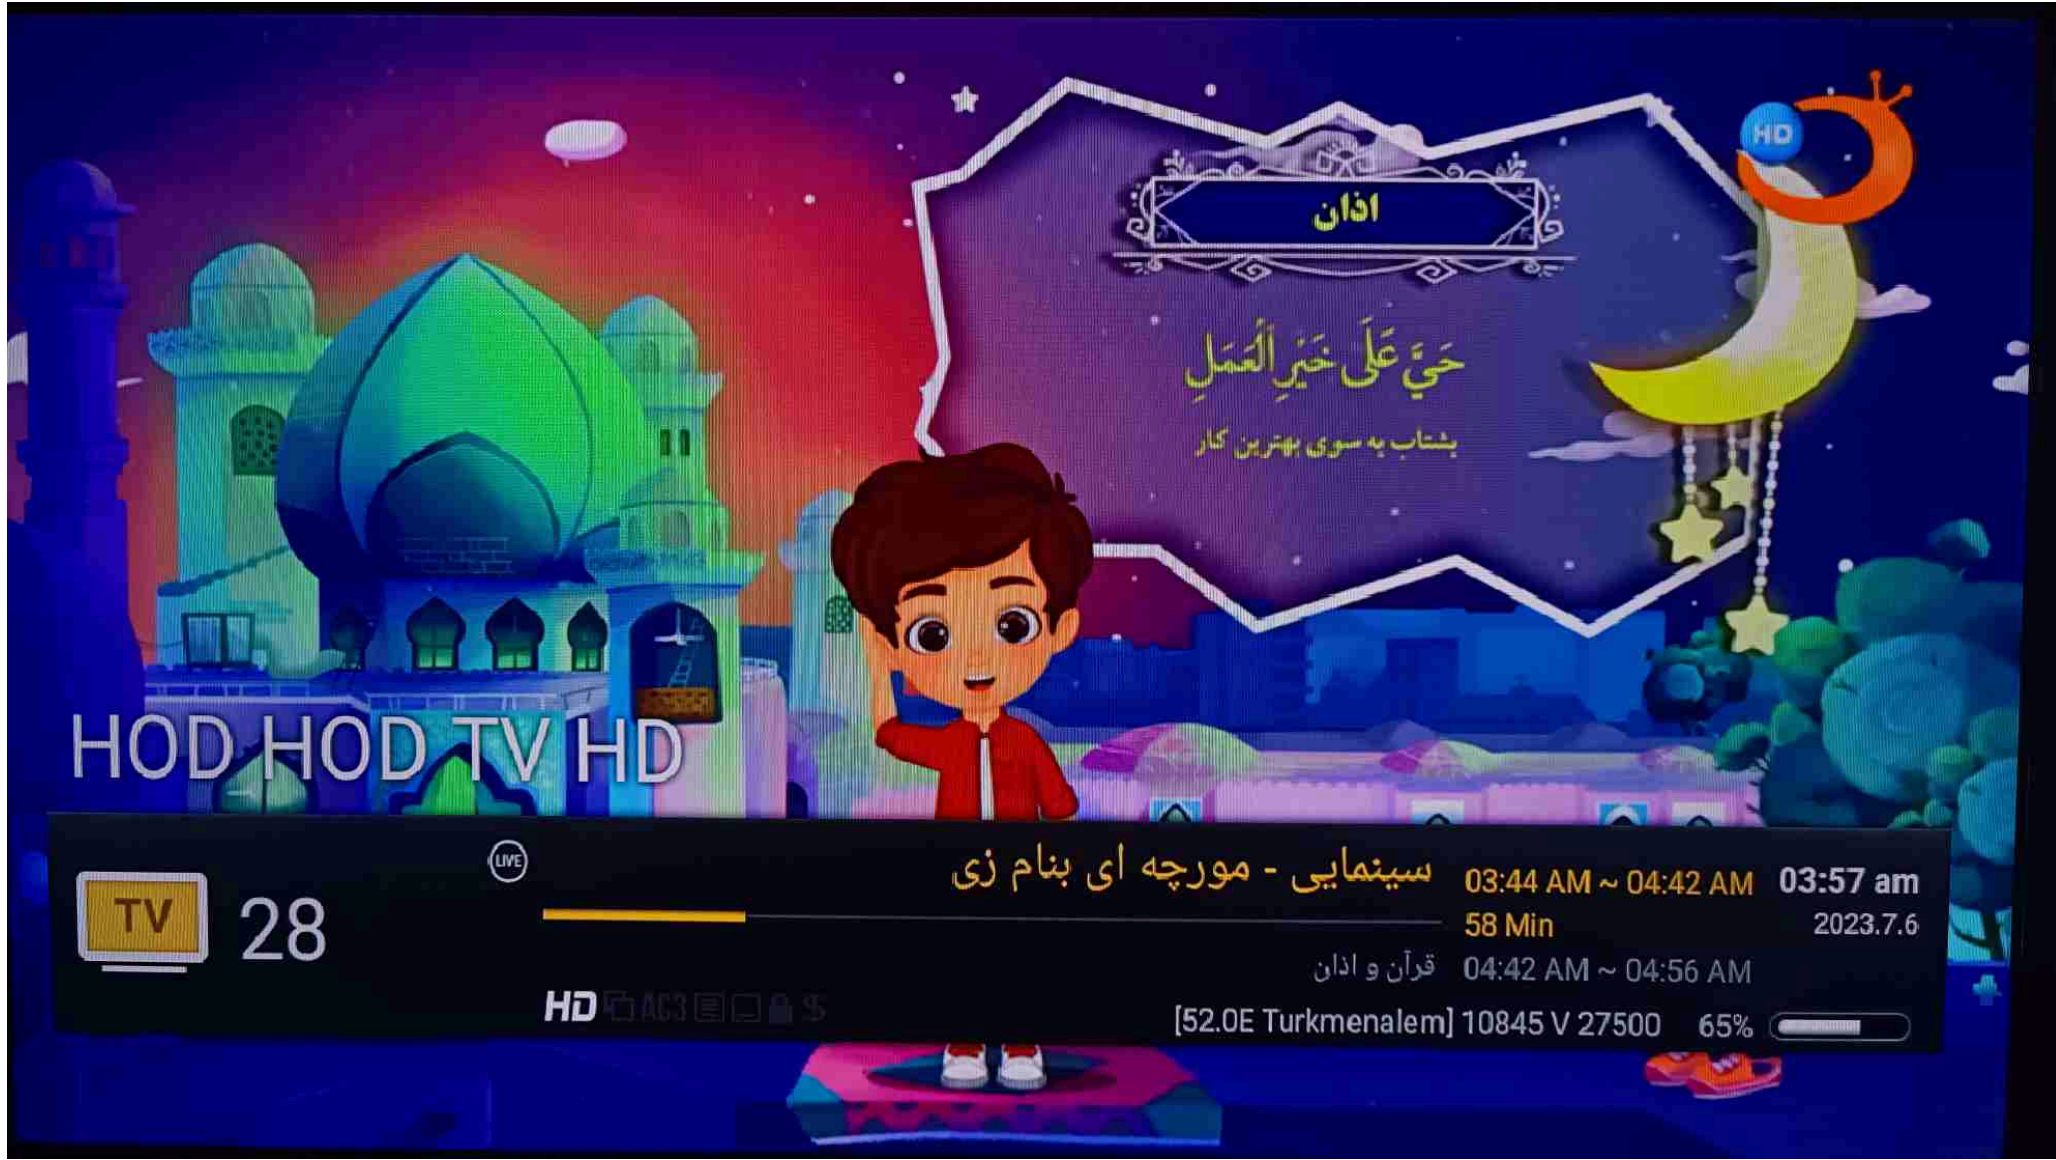 HD
اذان
حَيَّ عَلَى خَيْرِ الْعَمَلِ
بشتاب به سوی بهترین کار
HOD HOD TV HD
TV
28
LIVE
سینمایی - مورچه ای بنام زی
03:44 AM ~ 04:42 AM
03:57 am
58 Min
2023.7.6
قرآن و اذان
04:42 AM ~ 04:56 AM
HD AC3 $
[52.0E Turkmenalem] 10845 V 27500 65%